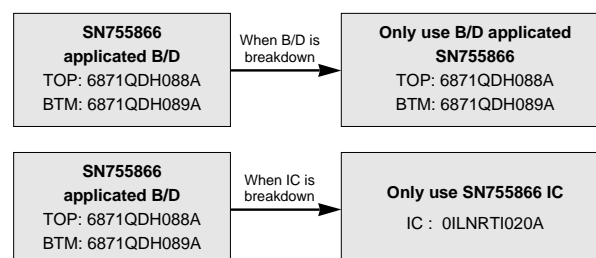 SN755866
applicated B/D
TOP: 6871QDH088A
BTM: 6871QDH089A
When B/D is
breakdown
Only use B/D applicated
SN755866
TOP: 6871QDH088A
BTM: 6871QDH089A
SN755866
applicated B/D
TOP: 6871QDH088A
BTM: 6871QDH089A
When IC is
breakdown
Only use SN755866 IC
IC : 0ILNRTI020A